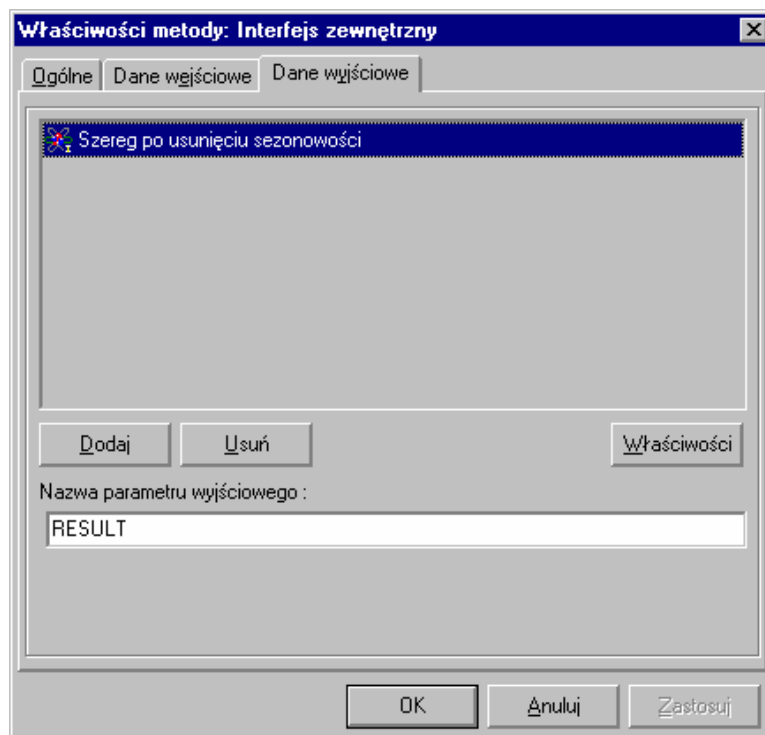 Właściwości metody: Interfejs zewnętrzny
Ogólne Dane wejściowe Dane wyjściowe
Szereg po usunięciu sezonowości
Dodaj Usuń Właściwości
Nazwa parametru wyjściowego :
RESULT
OK Anuluj Zastosuj